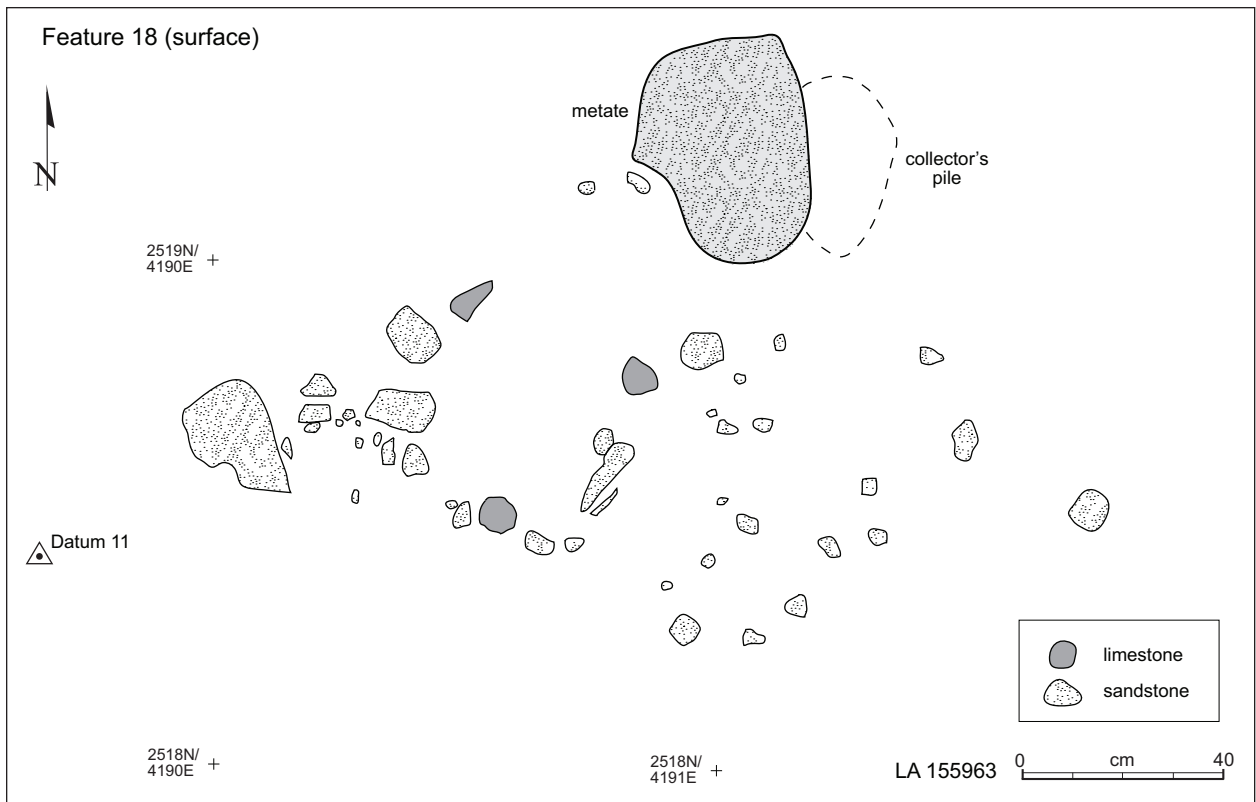 Feature 18 (surface)
metate
collector's
pile
N
2519N/
4190E
Datum 11
limestone
sandstone
2518N/
4190E
2518N/
4191E
LA 155963
0 cm 40